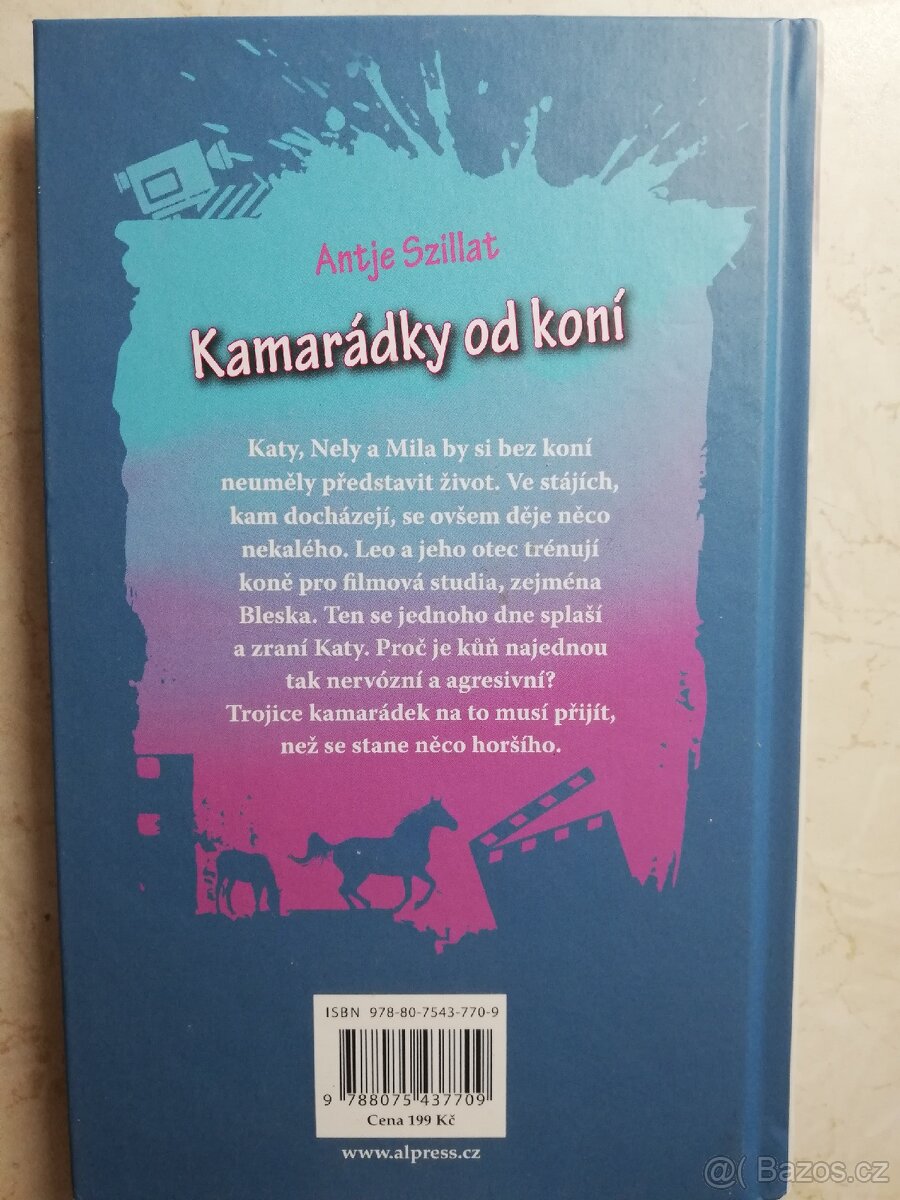 Antje Szillat
Kamarádky od koní
Katy, Nely a Mila by si bez koní
neuměly představit život. Ve stájích,
kam docházejí, se ovšem děje něco
nekalého. Leo a jeho otec trénují
koně pro filmová studia, zejména
Bleska. Ten se jednoho dne splaší
a zraní Katy. Proč je kůň najednou
tak nervózní a agresivní?
Trojice kamarádek na to musí přijít,
než se stane něco horšího.
ISBN 978-80-7543-770-9
9 788075 437709
Cena 199 Kč
www.alpress.cz
@( Bazos.cz